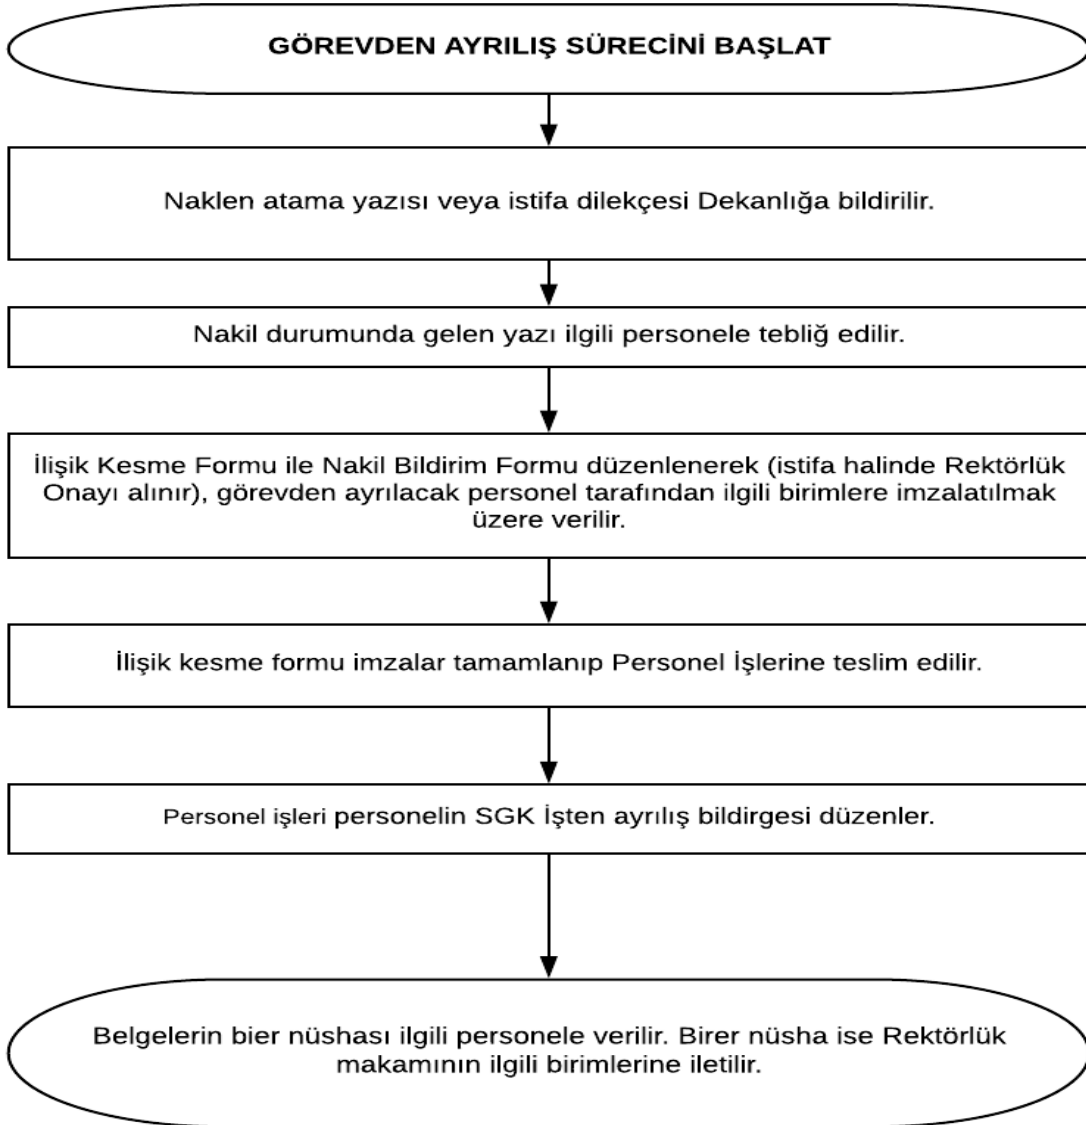 GÖREVDEN AYRILIŞ SÜRECİNİ BAŞLAT
Naklen atama yazısı veya istifa dilekçesi Dekanlığa bildirilir.
Nakil durumunda gelen yazı ilgili personele tebliğ edilir.
İlişik Kesme Formu ile Nakil Bildirim Formu düzenlenerek (istifa halinde Rektörlük
Onayı alınır), görevden ayrılacak personel tarafından ilgili birimlere imzalatılmak
üzere verilir.
İlişik kesme formu imzalar tamamlanıp Personel İşlerine teslim edilir.
Personel işleri personelin SGK İşten ayrılış bildirgesi düzenler.
Belgelerin bier nüshası ilgili personele verilir. Birer nüsha ise Rektörlük
makamının ilgili birimlerine iletilir.